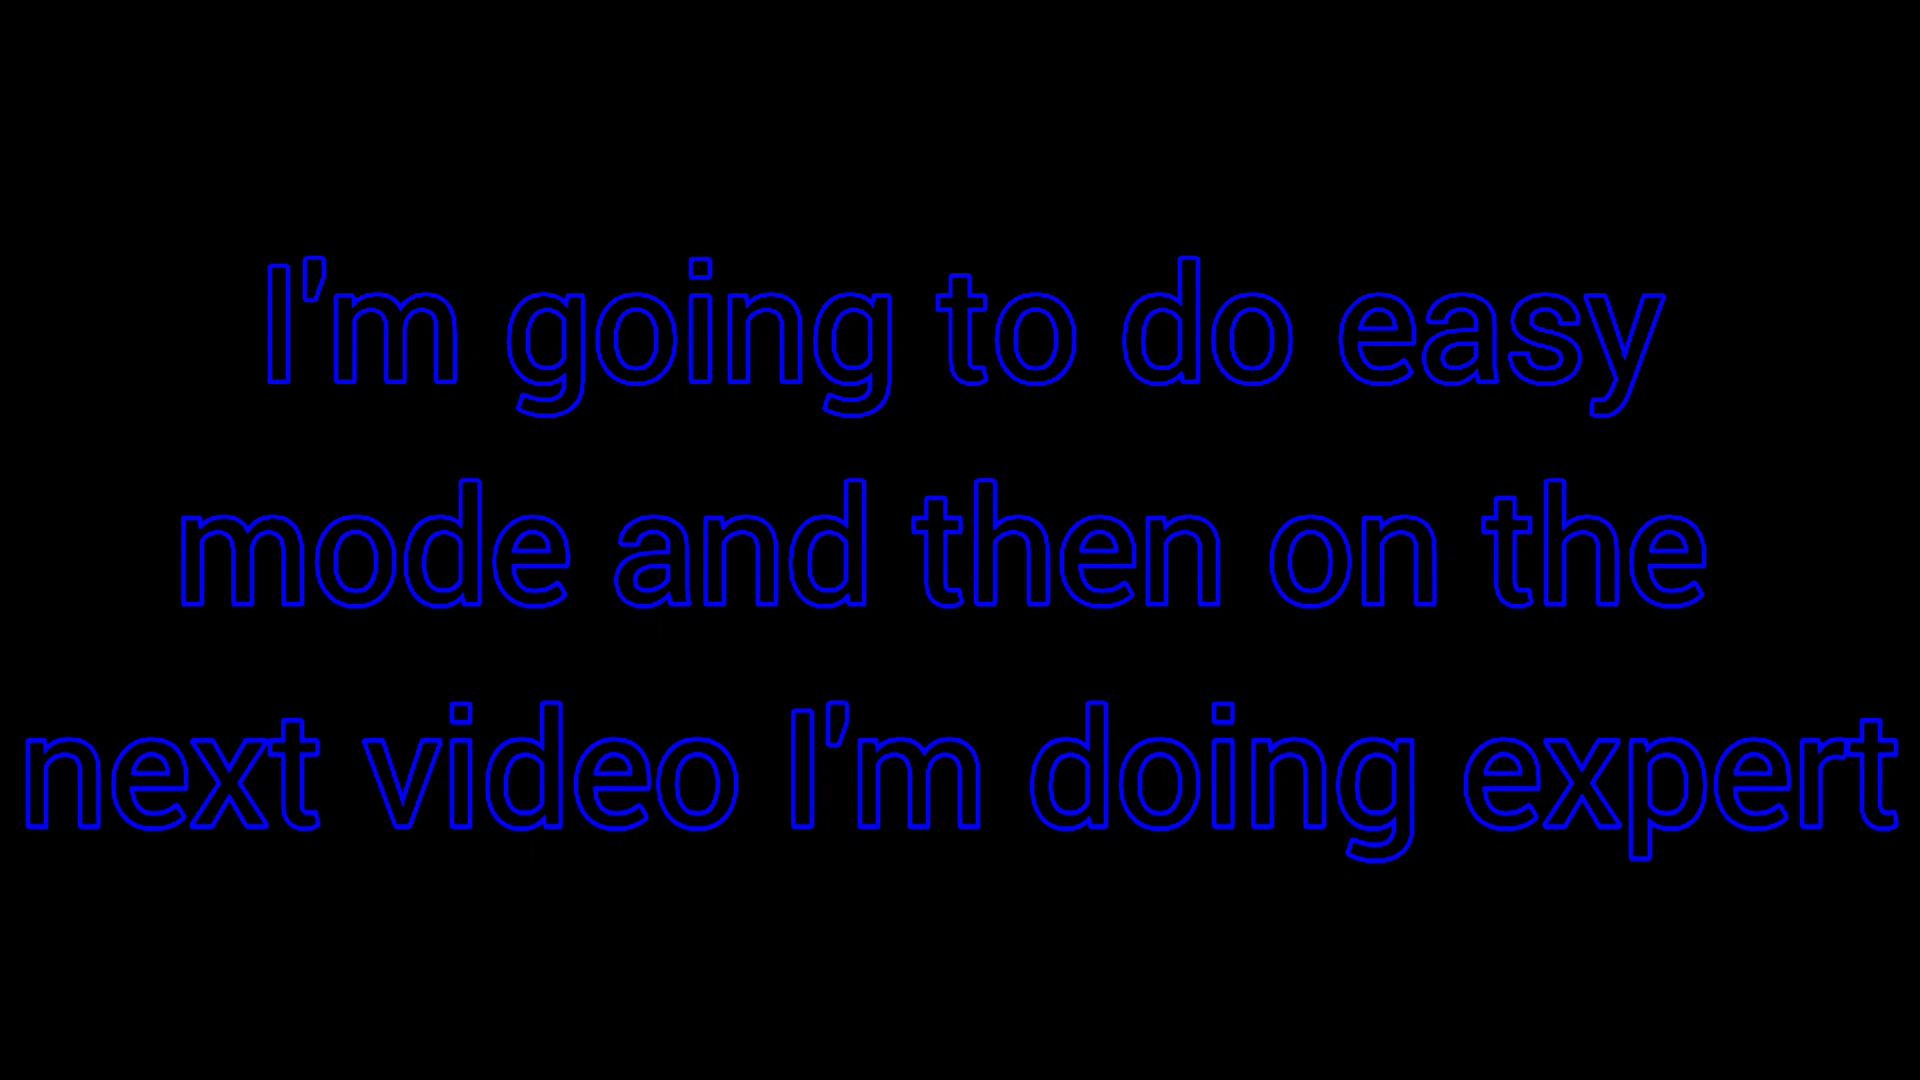 I'm going to do easy
mode and then on the
next video I'm doing expert